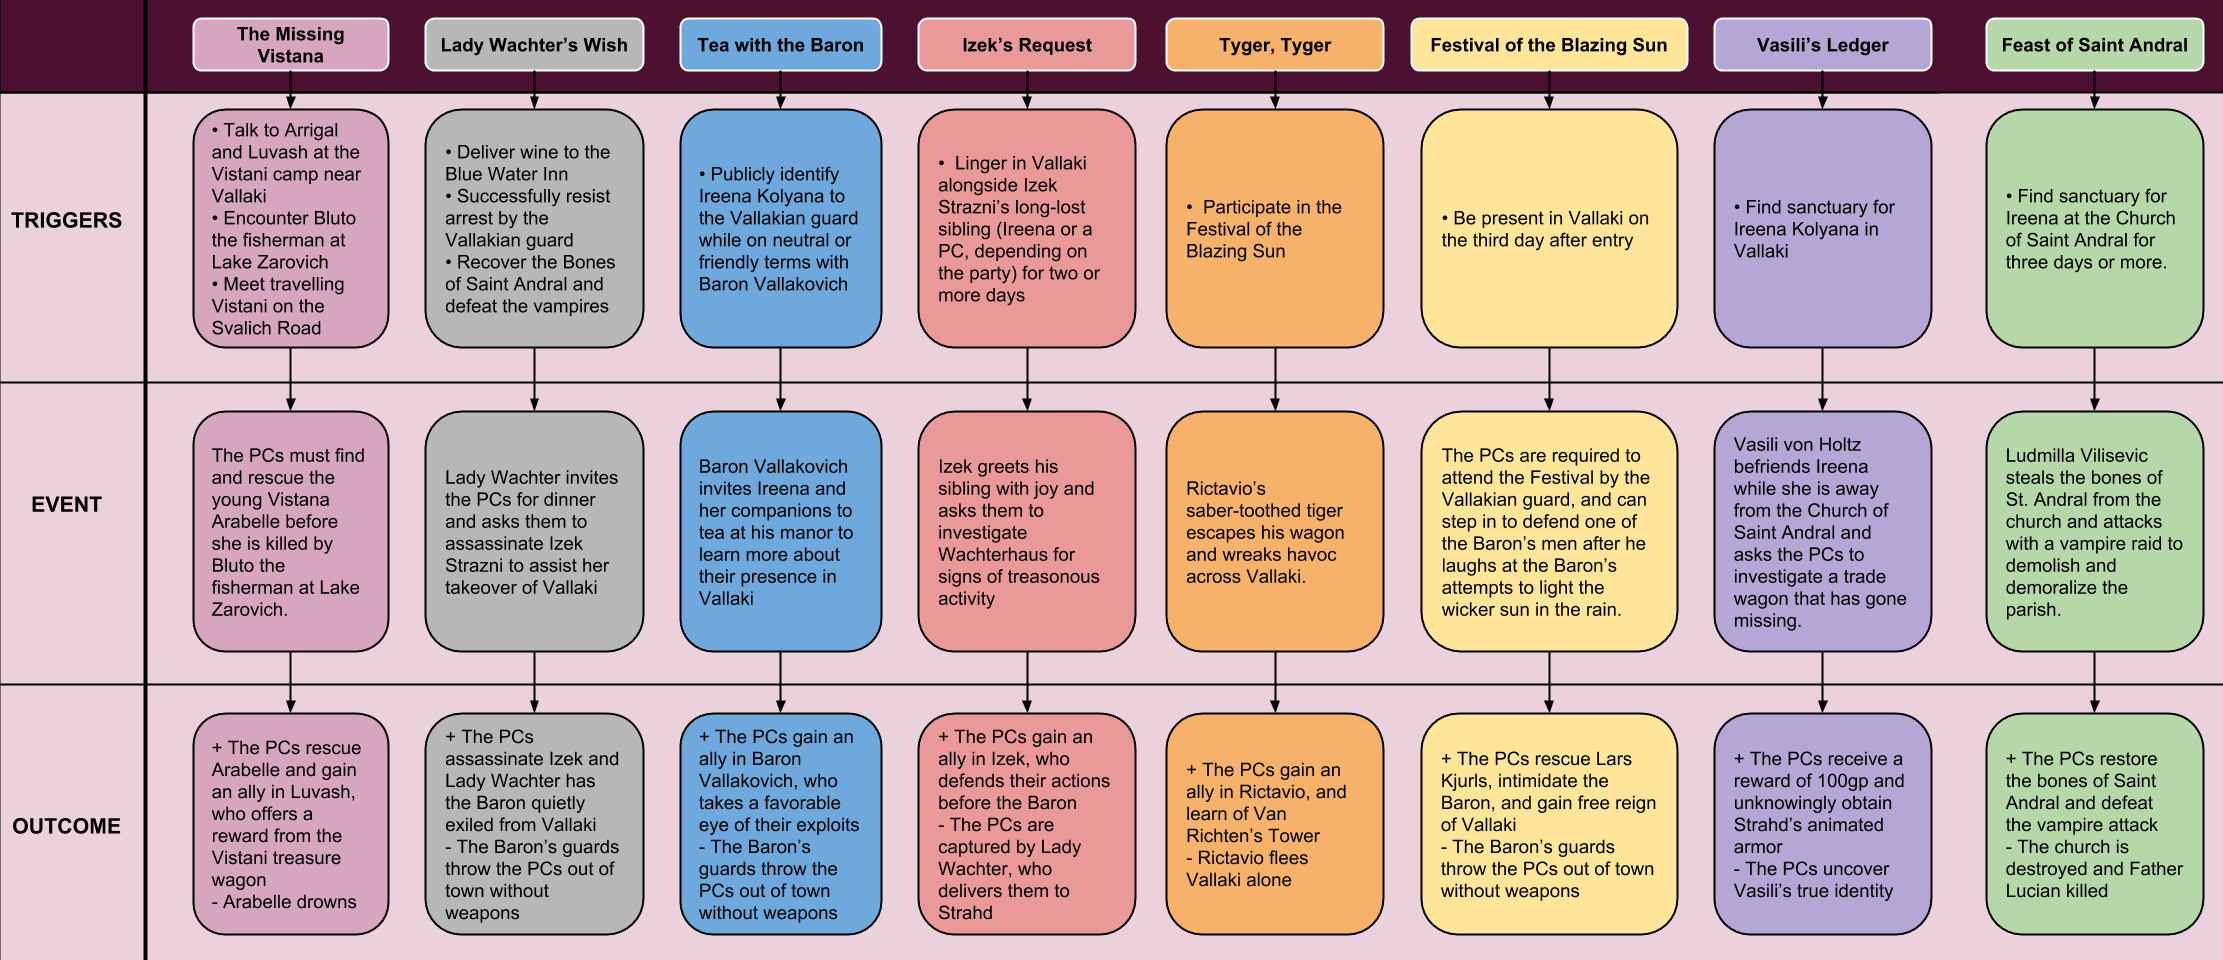 The Missing
Vistana
Lady Wachter's Wish
Tea with the Baron
Izek's Request
Tyger, Tyger
Festival of the Blazing Sun
Vasili's Ledger
Feast of Saint Andral
TRIGGERS
• Talk to Arrigal
and Luvash at the
Vistani camp near
Vallaki
• Encounter Bluto
the fisherman at
Lake Zarovich
• Meet travelling
Vistani on the
Svalich Road
• Deliver wine to the
Blue Water Inn
• Successfully resist
arrest by the
Vallakian guard
• Recover the Bones
of Saint Andral and
defeat the vampires
• Publicly identify
Ireena Kolyana to
the Vallakian guard
while on neutral or
friendly terms with
Baron Vallakovich
• Linger in Vallaki
alongside Izek
Strazni's long-lost
sibling (Ireena or a
PC, depending on
the party) for two or
more days
• Participate in the
Festival of the
Blazing Sun
• Be present in Vallaki on
the third day after entry
• Find sanctuary for
Ireena Kolyana in
Vallaki
• Find sanctuary for
Ireena at the Church
of Saint Andral for
three days or more.
EVENT
The PCs must find
and rescue the
young Vistana
Arabelle before
she is killed by
Bluto the
fisherman at Lake
Zarovich.
Lady Wachter invites
the PCs for dinner
and asks them to
assassinate Izek
Strazni to assist her
takeover of Vallaki
Baron Vallakovich
invites Ireena and
her companions to
tea at his manor to
learn more about
their presence in
Vallaki
Izek greets his
sibling with joy and
asks them to
investigate
Wachterhaus for
signs of treasonous
activity
Rictavio's
saber-toothed tiger
escapes his wagon
and wreaks havoc
across Vallaki.
The PCs are required to
attend the Festival by the
Vallakian guard, and can
step in to defend one of
the Baron's men after he
laughs at the Baron's
attempts to light the
wicker sun in the rain.
Vasili von Holtz
befriends Ireena
while she is away
from the Church of
Saint Andral and
asks the PCs to
investigate a trade
wagon that has gone
missing.
Ludmilla Vilisevic
steals the bones of
St. Andral from the
church and attacks
with a vampire raid to
demolish and
demoralize the
parish.
OUTCOME
+ The PCs rescue
Arabelle and gain
an ally in Luvash,
who offers a
reward from the
Vistani treasure
wagon
- Arabelle drowns
+ The PCs
assassinate Izek and
Lady Wachter has
the Baron quietly
exiled from Vallaki
- The Baron's guards
throw the PCs out of
town without
weapons
+ The PCs gain an
ally in Baron
Vallakovich, who
takes a favorable
eye of their exploits
- The Baron's
guards throw the
PCs out of town
without weapons
+ The PCs gain an
ally in Izek, who
defends their actions
before the Baron
- The PCs are
captured by Lady
Wachter, who
delivers them to
Strahd
+ The PCs gain an
ally in Rictavio, and
learn of Van
Richten's Tower
- Rictavio flees
Vallaki alone
+ The PCs rescue Lars
Kjurls, intimidate the
Baron, and gain free reign
of Vallaki
- The Baron's guards
throw the PCs out of town
without weapons
+ The PCs receive a
reward of 100gp and
unknowingly obtain
Strahd's animated
armor
- The PCs uncover
Vasili's true identity
+ The PCs restore
the bones of Saint
Andral and defeat
the vampire attack
- The church is
destroyed and Father
Lucian killed